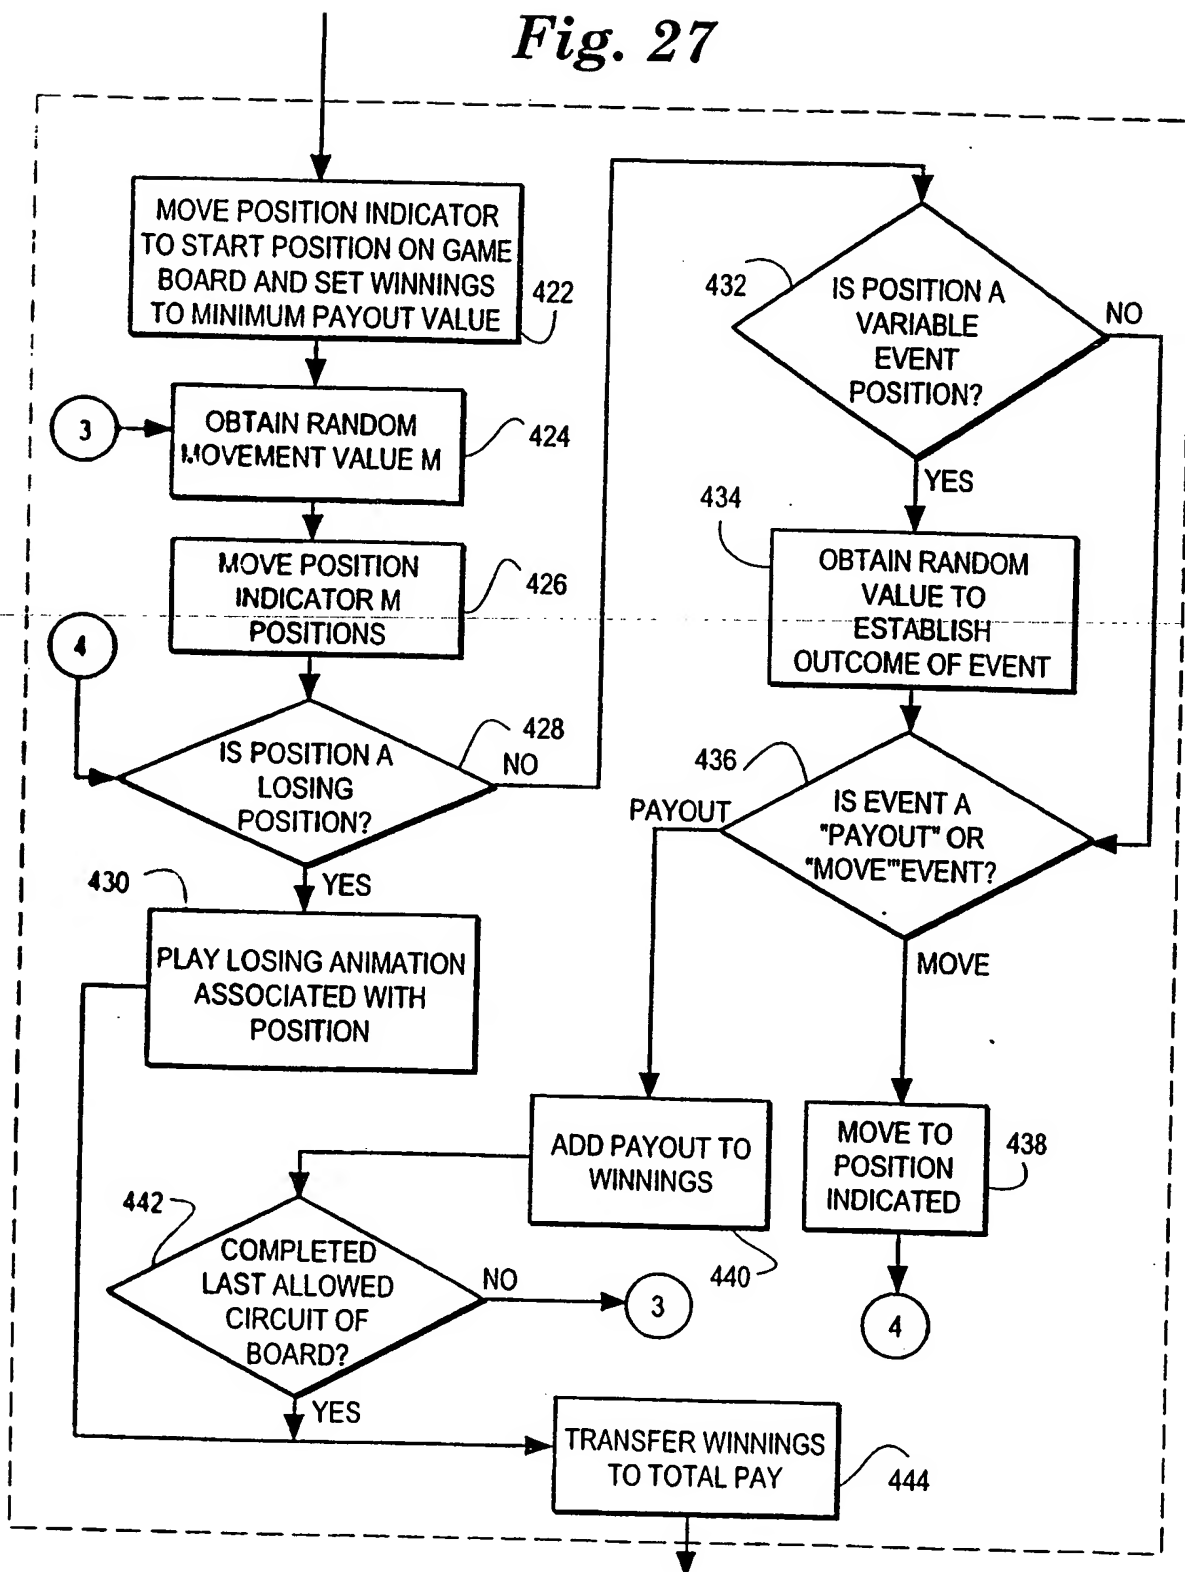 Fig. 27
MOVE POSITION INDICATOR
TO START POSITION ON GAME
BOARD AND SET WINNINGS
TO MINIMUM PAYOUT VALUE
422
3
OBTAIN RANDOM
MOVEMENT VALUE M
424
MOVE POSITION
INDICATOR M
POSITIONS
426
4
IS POSITION A
LOSING
POSITION?
428
NO
YES
430
PLAY LOSING ANIMATION
ASSOCIATED WITH
POSITION
432
IS POSITION A
VARIABLE
EVENT
POSITION?
NO
YES
434
OBTAIN RANDOM
VALUE TO
ESTABLISH
OUTCOME OF EVENT
436
IS EVENT A
"PAYOUT" OR
"MOVE'"EVENT?
PAYOUT
MOVE
ADD PAYOUT TO
WINNINGS
440
MOVE TO
POSITION
INDICATED
438
4
442
COMPLETED
LAST ALLOWED
CIRCUIT OF
BOARD?
NO
3
YES
TRANSFER WINNINGS
TO TOTAL PAY
444